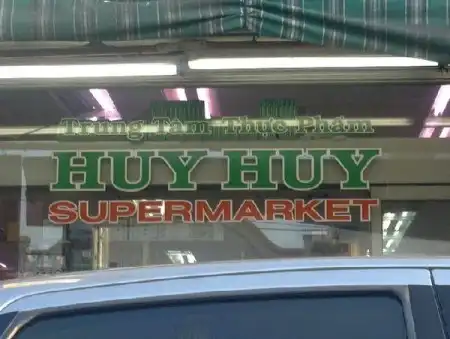 Trung Tâm Thực Phẩm
HUY HUY
SUPERMARKET